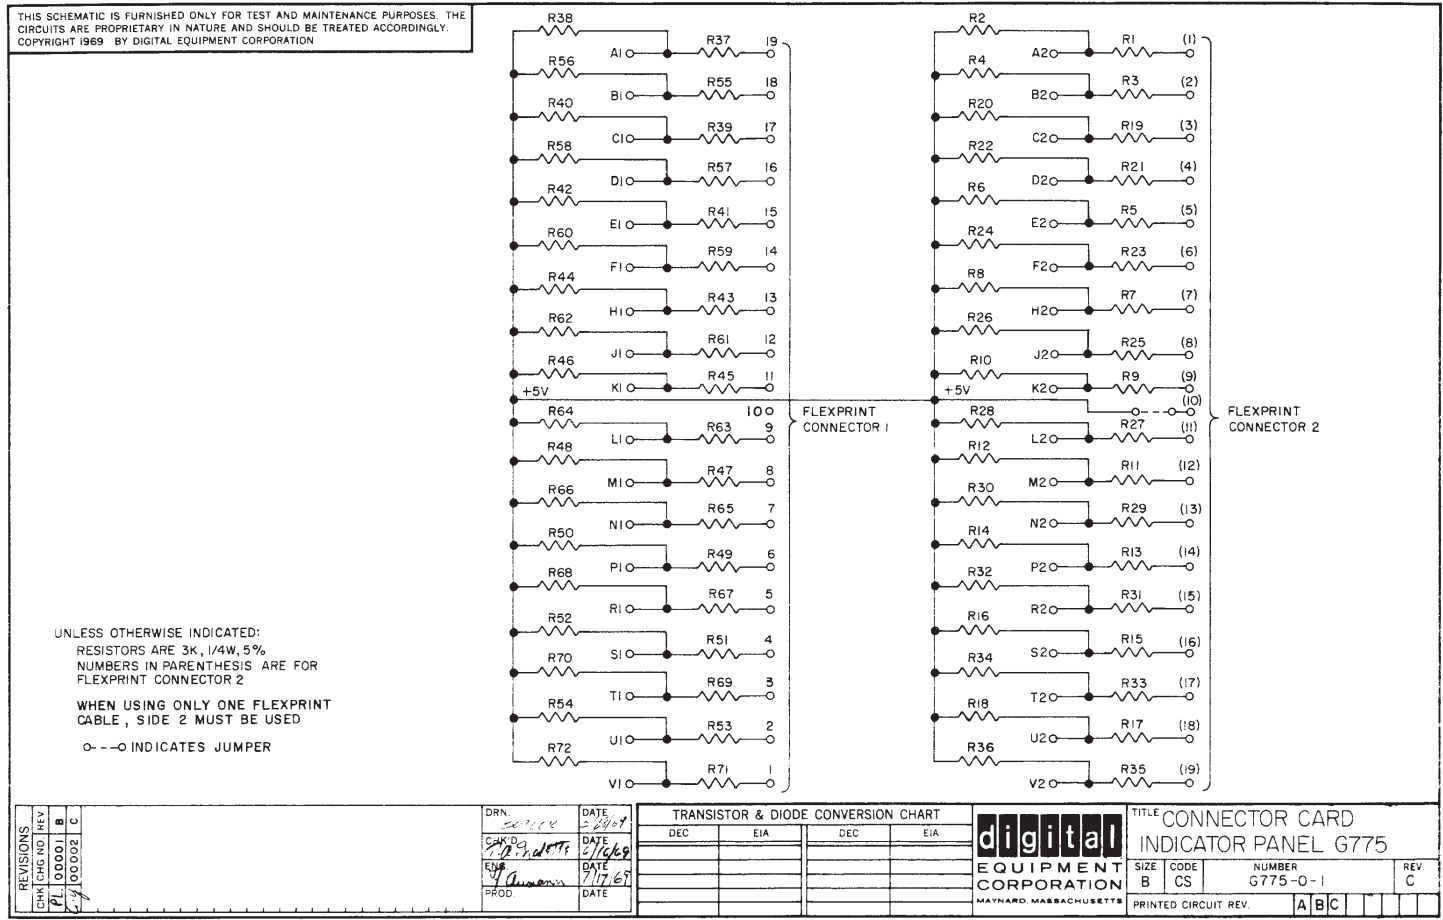 THIS SCHEMATIC IS FURNISHED ONLY FOR TEST AND MAINTENANCE PURPOSES. THE
CIRCUITS ARE PROPRIETARY IN NATURE AND SHOULD BE TREATED ACCORDINGLY.
COPYRIGHT 1969 BY DIGITAL EQUIPMENT CORPORATION
R38
A1 R37 19
R56
B1 R55 18
R40
C1 R39 17
R58
D1 R57 16
R42
E1 R41 15
R60
F1 R59 14
R44
H1 R43 13
R62
J1 R61 12
R46
K1 R45 11
+5V
10
R64
L1 R63 9
R48
M1 R47 8
R66
N1 R65 7
R50
P1 R49 6
R68
R1 R67 5
R52
S1 R51 4
R70
T1 R69 3
R54
U1 R53 2
R72
V1 R71 1
FLEXPRINT
CONNECTOR 1
R2
A2 R1 (1)
R4
B2 R3 (2)
R20
C2 R19 (3)
R22
D2 R21 (4)
R6
E2 R5 (5)
R24
F2 R23 (6)
R8
H2 R7 (7)
R26
J2 R25 (8)
R10
K2 R9 (9)
+5V
(10)
R28
L2 R27 (11)
R12
M2 R11 (12)
R30
N2 R29 (13)
R14
P2 R13 (14)
R32
R2 R31 (15)
R16
S2 R15 (16)
R34
T2 R33 (17)
R18
U2 R17 (18)
R36
V2 R35 (19)
FLEXPRINT
CONNECTOR 2
UNLESS OTHERWISE INDICATED:
RESISTORS ARE 3K, 1/4W, 5%
NUMBERS IN PARENTHESIS ARE FOR
FLEXPRINT CONNECTOR 2
WHEN USING ONLY ONE FLEXPRINT
CABLE, SIDE 2 MUST BE USED
INDICATES JUMPER
REVISIONS
CHK CHG NO. REV
PL 00001 B
00002 C
DRN. DATE
CHK'D DATE
6/16/69
ENG. DATE
7/17/69
PROD. DATE
TRANSISTOR & DIODE CONVERSION CHART
DEC EIA DEC EIA
digital
EQUIPMENT
CORPORATION
MAYNARD, MASSACHUSETTS
TITLE CONNECTOR CARD
INDICATOR PANEL G775
SIZE CODE NUMBER REV.
B CS G775-0-1 C
PRINTED CIRCUIT REV. A B C